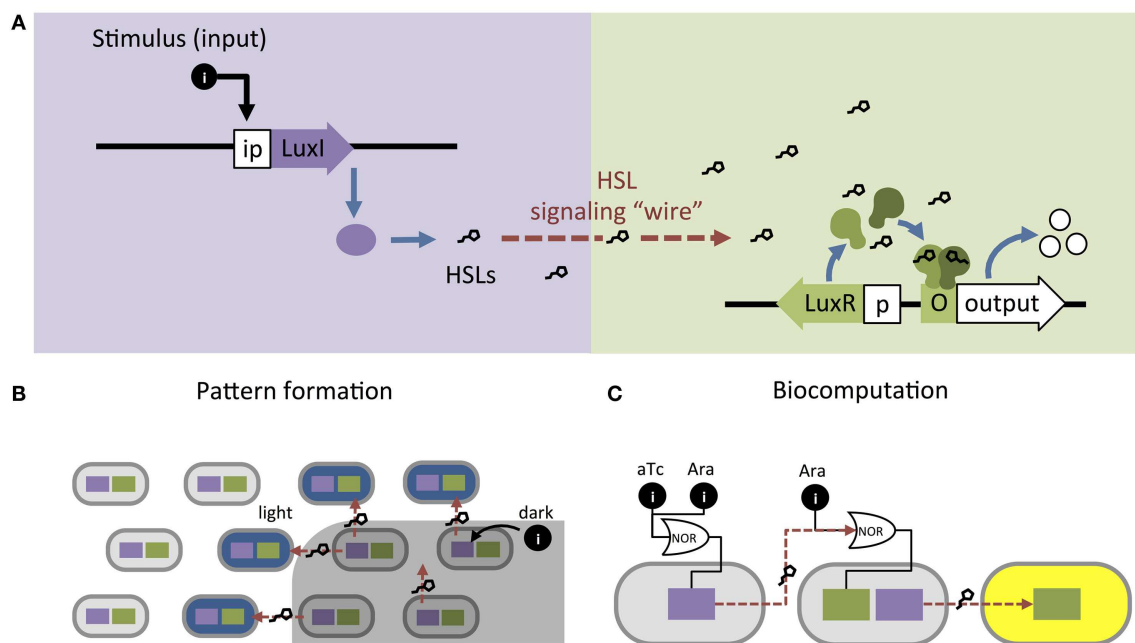 A
Stimulus (input)
i
ip LuxI
HSLs
HSL
signaling “wire”
LuxR p O output
B
Pattern formation
light
dark
i
C
Biocomputation
aTc Ara
i i
NOR
Ara
i
NOR